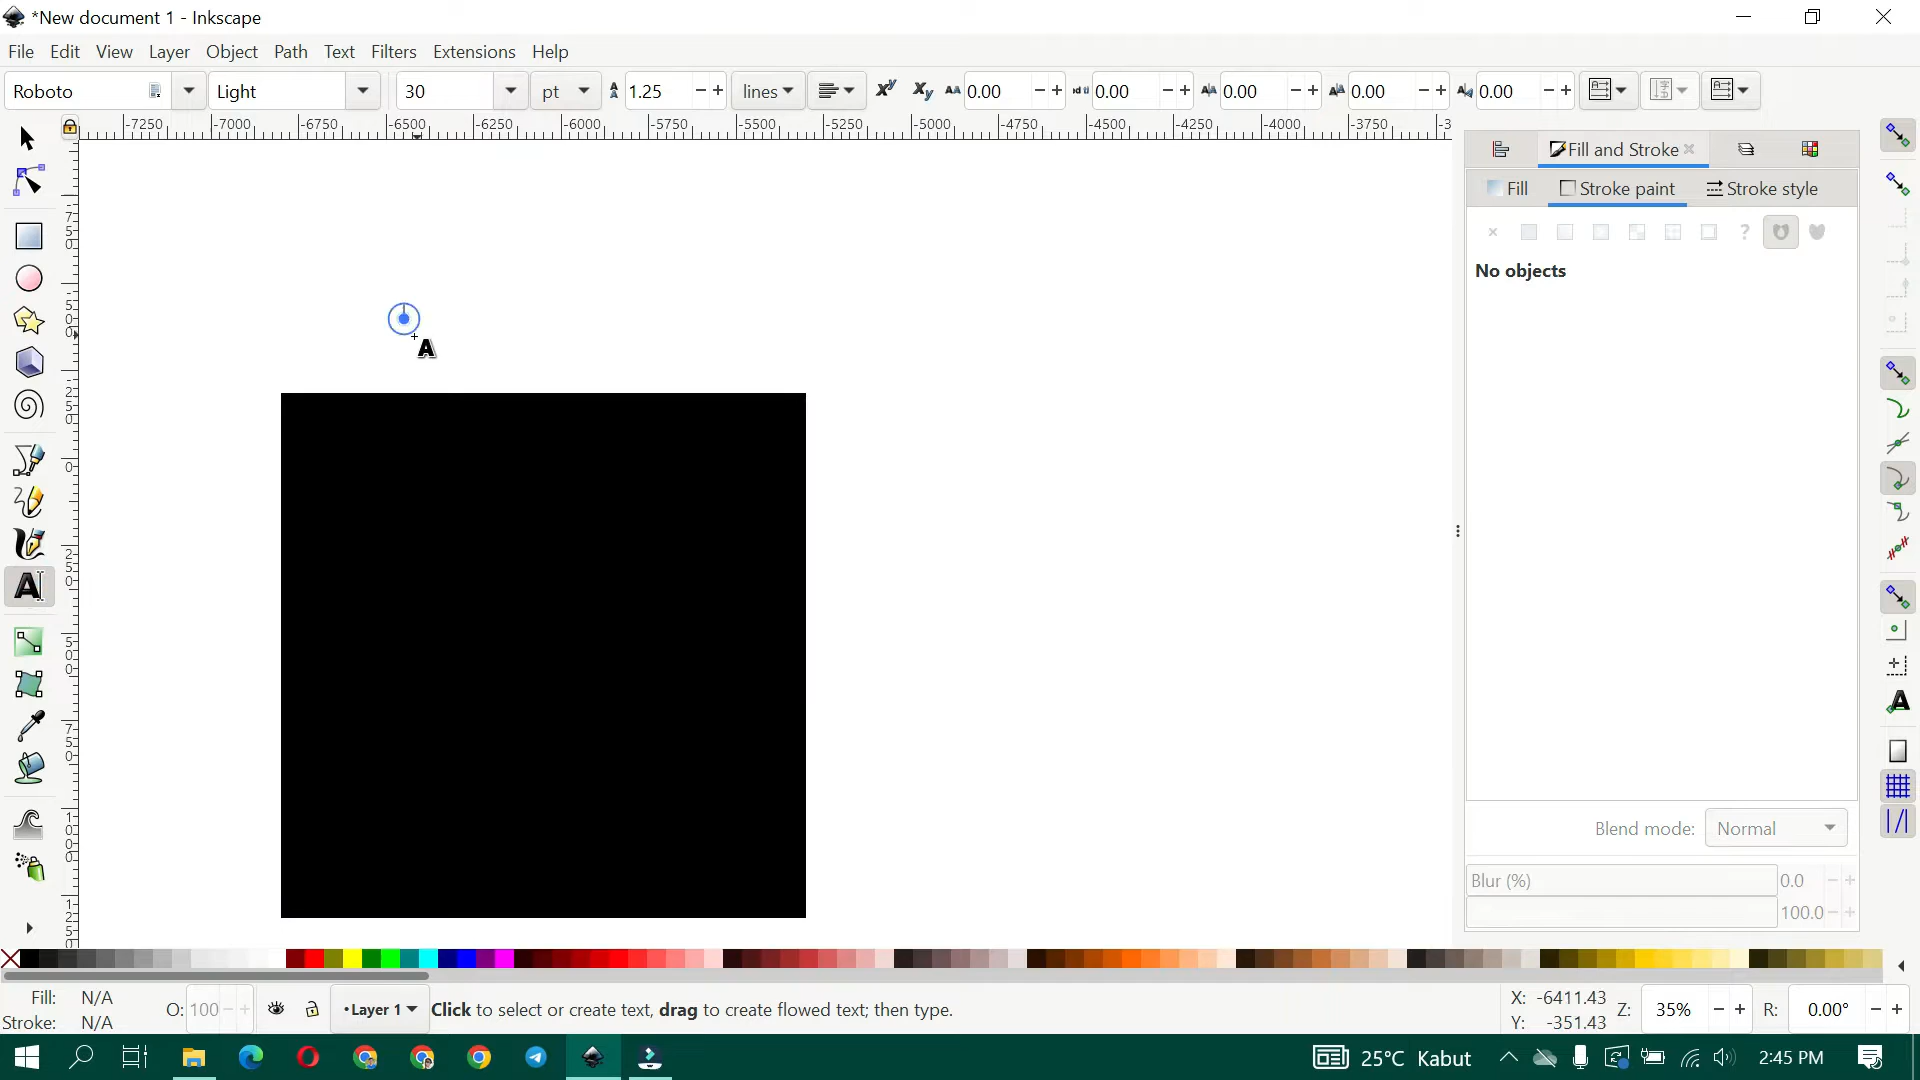 *New document 1 - Inkscape
File Edit View Layer Object Path Text Filters Extensions Help
Roboto Light 30 pt 1.25 lines 0.00 0.00 0.00 0.00 0.00
-7250 -7000 -6750 -6500 -6250 -6000 -5750 -5500 -5250 -5000 -4750 -4500 -4250 -4000 -3750
Fill and Stroke
Fill Stroke paint Stroke style
No objects
Blend mode: Normal
Blur (%) 0.0
100.0
Fill: N/A
Stroke: N/A
O: 100
•Layer 1
Click to select or create text, drag to create flowed text; then type.
X: -6411.43
Y: -351.43
Z: 35%
R: 0.00°
25°C Kabut
2:45 PM